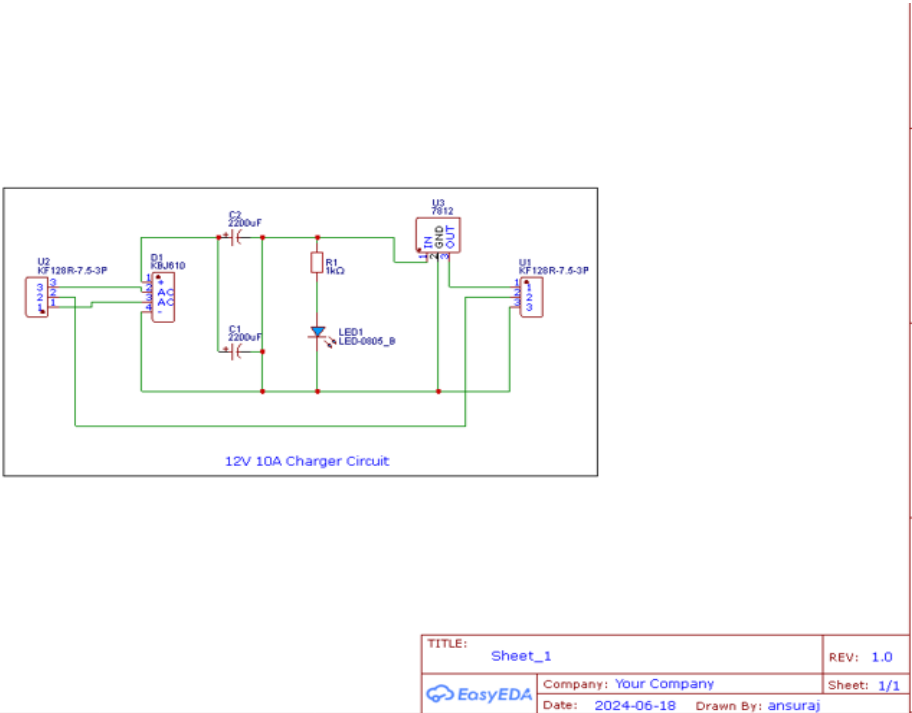 C2
2200uF
U3
7812
IN
GND
OUT
1
2
3
U2
KF128R-7.5-3P
3
2
1
3
2
1
D1
KBJ610
1
2
3
4
+
AC
AC
-
R1
1kΩ
U1
KF128R-7.5-3P
1
2
3
1
2
3
C1
2200uF
LED1
LED-0805_B
12V 10A Charger Circuit
TITLE:
Sheet_1
REV: 1.0
EasyEDA
Company: Your Company
Sheet: 1/1
Date: 2024-06-18 Drawn By: ansuraj